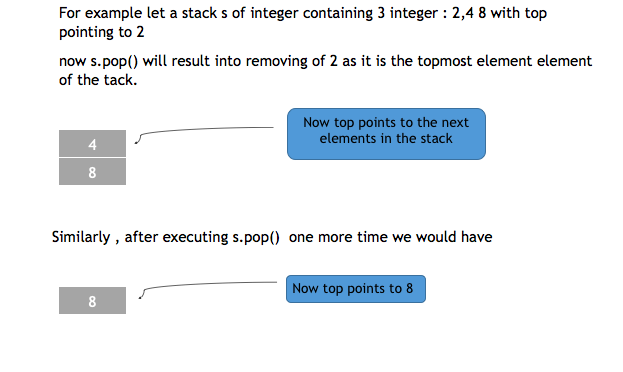 For example let a stack s of integer containing 3 integer : 2,4 8 with top
pointing to 2
now s.pop() will result into removing of 2 as it is the topmost element element
of the tack.
Now top points to the next
elements in the stack
4
8
Similarly , after executing s.pop()  one more time we would have
Now top points to 8
8